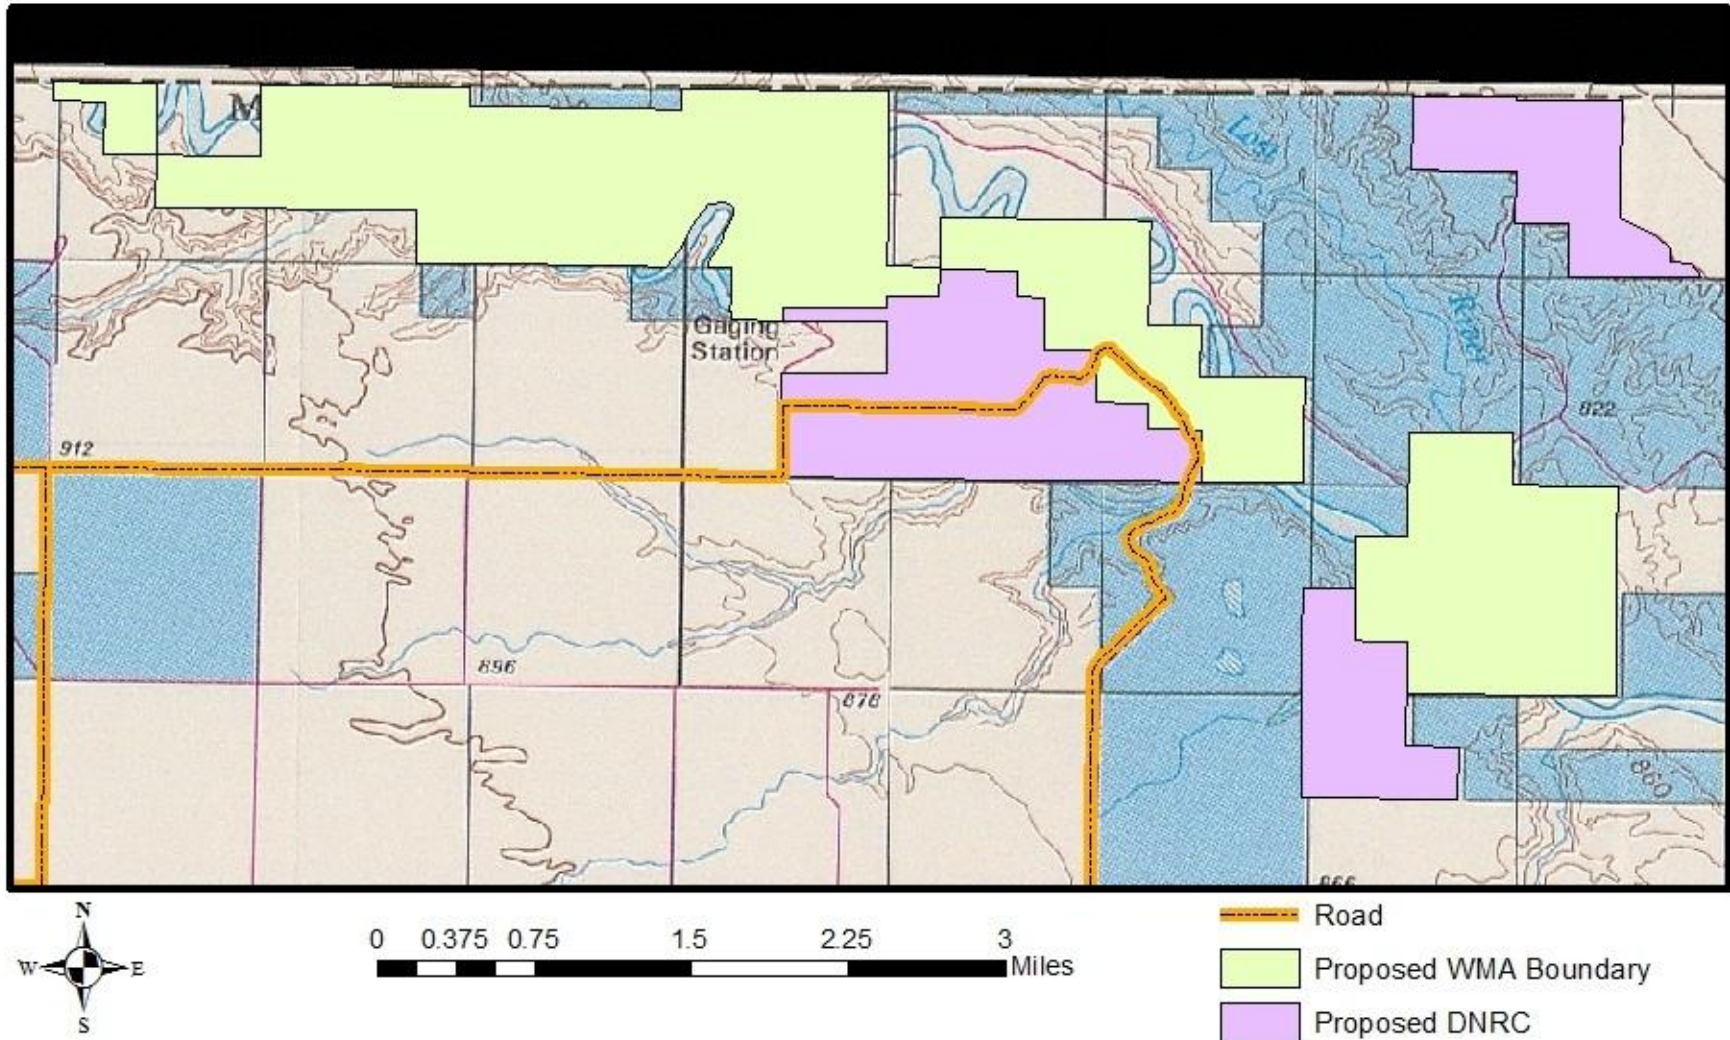 M
Lost
River
Gaging
Station
822
912
896
878
860
866
N
W E
S
0 0.375 0.75 1.5 2.25 3
Miles
Road
Proposed WMA Boundary
Proposed DNRC